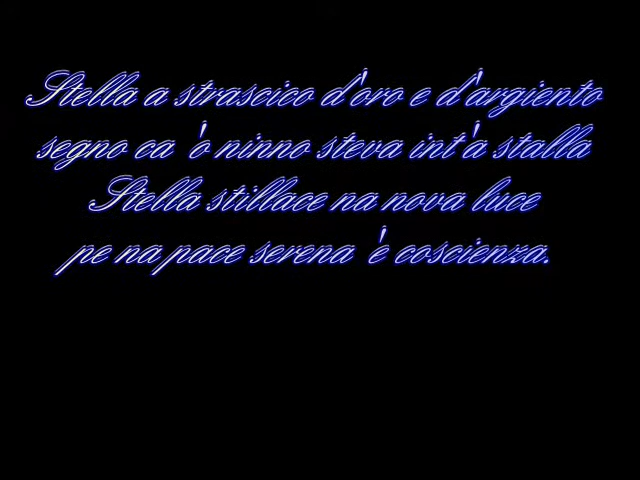 Stella a strascico d'oro e d'argiento
segno ca 'o ninno steva int'a stalla
Stella stillace na nova luce
pe na pace serena 'e coscienza.